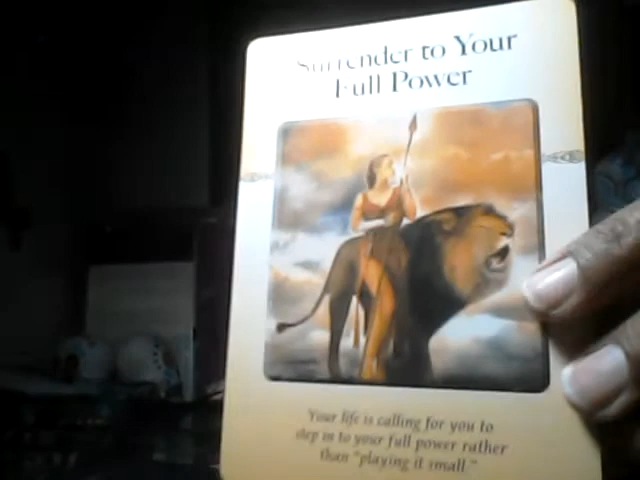 Surrender to Your
Full Power
Your life is calling for you to
step in to your full power rather
than "playing it small."